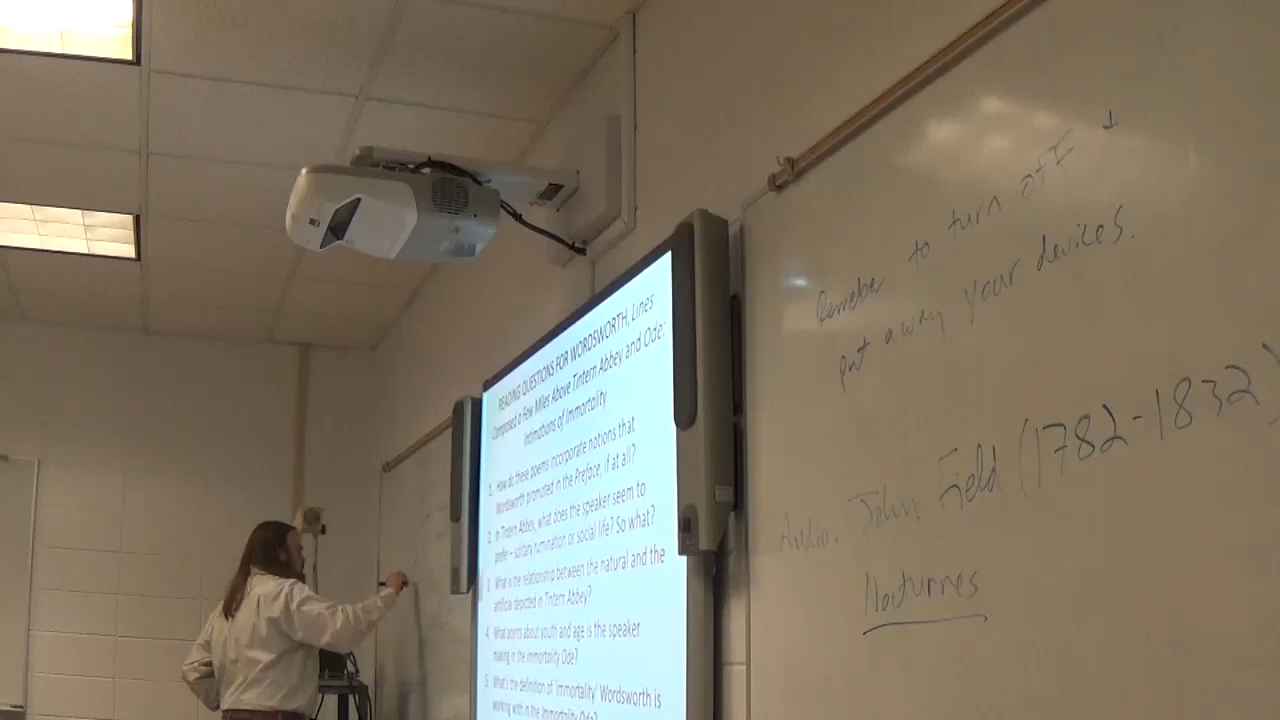 READING QUESTIONS FOR WORDSWORTH, Lines
Composed a Few Miles Above Tintern Abbey and Ode:
Intimations of Immortality
1. How do these poems incorporate notions that
Wordsworth promoted in the Preface, if at all?
2. In Tintern Abbey, what does the speaker seem to
prefer – solitary rumination or social life? So what?
3. What is the relationship between the natural and the
artificial depicted in Tintern Abbey?
4. What points about youth and age is the speaker
making in the Immortality Ode?
5. What's the definition of 'immortality' Wordsworth is
working with in the Immortality Ode?
Remeber to turn off ↓
put away your devices.
John Field (1782-1832)
Nocturnes